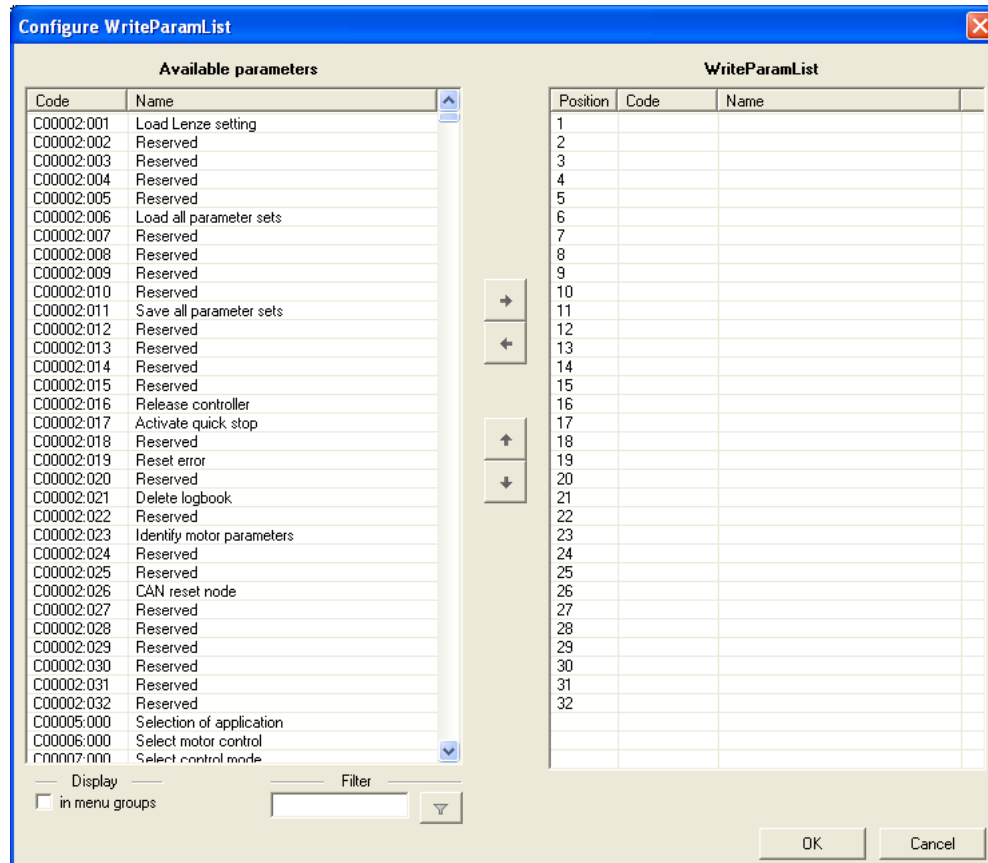 Configure WriteParamList
Available parameters
Code Name
C00002:001 Load Lenze setting
C00002:002 Reserved
C00002:003 Reserved
C00002:004 Reserved
C00002:005 Reserved
C00002:006 Load all parameter sets
C00002:007 Reserved
C00002:008 Reserved
C00002:009 Reserved
C00002:010 Reserved
C00002:011 Save all parameter sets
C00002:012 Reserved
C00002:013 Reserved
C00002:014 Reserved
C00002:015 Reserved
C00002:016 Release controller
C00002:017 Activate quick stop
C00002:018 Reserved
C00002:019 Reset error
C00002:020 Reserved
C00002:021 Delete logbook
C00002:022 Reserved
C00002:023 Identify motor parameters
C00002:024 Reserved
C00002:025 Reserved
C00002:026 CAN reset node
C00002:027 Reserved
C00002:028 Reserved
C00002:029 Reserved
C00002:030 Reserved
C00002:031 Reserved
C00002:032 Reserved
C00005:000 Selection of application
C00006:000 Select motor control
C00007:000 Select control mode
Display
in menu groups
Filter
WriteParamList
Position Code Name
1
2
3
4
5
6
7
8
9
10
11
12
13
14
15
16
17
18
19
20
21
22
23
24
25
26
27
28
29
30
31
32
OK Cancel